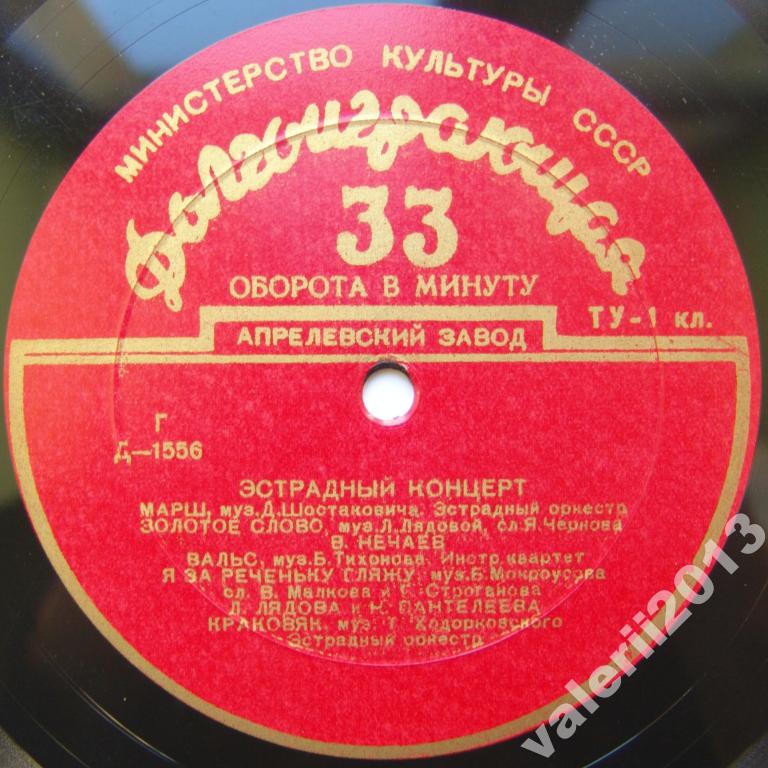 МИНИСТЕРСТВО КУЛЬТУРЫ СССР
Долгоиграющая
33
ОБОРОТА В МИНУТУ
ТУ-1 кл.
АПРЕЛЕВСКИЙ ЗАВОД
Г
Д—1556
ЭСТРАДНЫЙ КОНЦЕРТ
МАРШ, муз. Д. Шостаковича. Эстрадный оркестр
ЗОЛОТОЕ СЛОВО, муз. Л. Лядовой, сл. Я. Чернова
В. НЕЧАЕВ
ВАЛЬС, муз. Б. Тихонова. Инстр. квартет
Я ЗА РЕЧЕНЬКУ ГЛЯЖУ, муз. Б. Мокроусова
сл. В. Малкова и Строганова
Л. ЛЯДОВА и Н. ПАНТЕЛЕЕВА
КРАКОВЯК, муз. Т. Ходорковского
Эстрадный оркестр
valerii2013